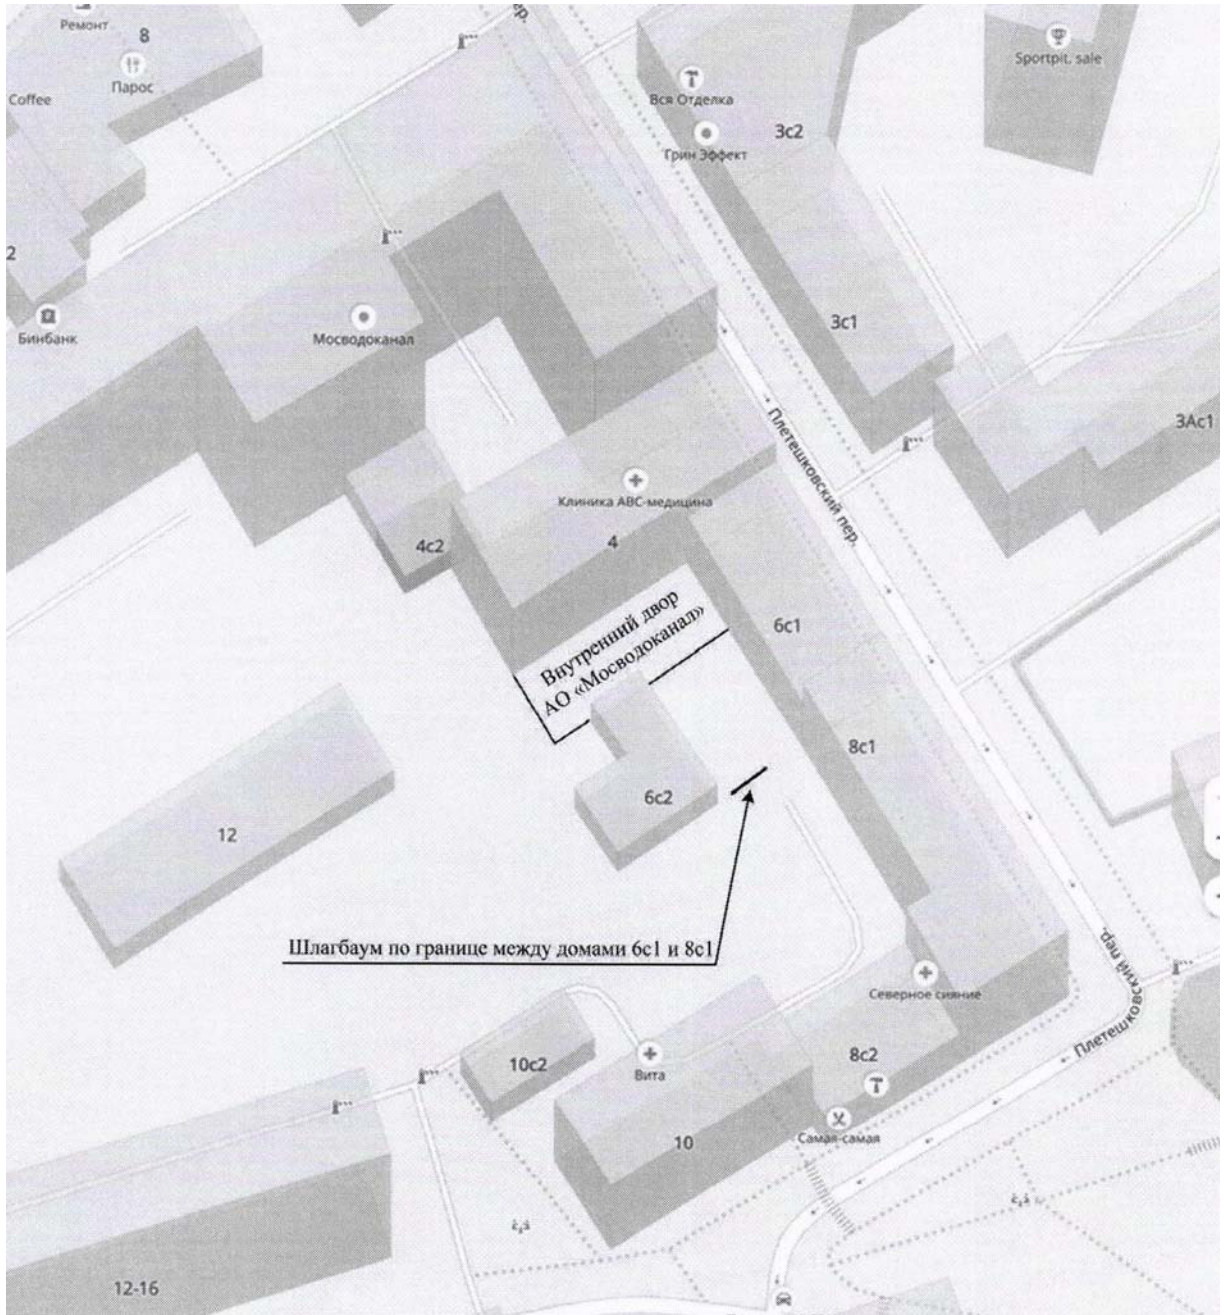 Ремонт
8
пер.
Парос
Coffee
Sportpit, sale
Вся Отделка
3с2
Грин Эффект
2
Бинбанк
Мосводоканал
3с1
3Ас1
Плетешковский пер.
Клиника АВС-медицина
4с2
4
Внутренний двор
АО «Мосводоканал»
6с1
8с1
6с2
12
Шлагбаум по границе между домами 6с1 и 8с1
Плетешковский пер.
Северное сияние
8с2
10с2
Вита
10
Самая-самая
12-16